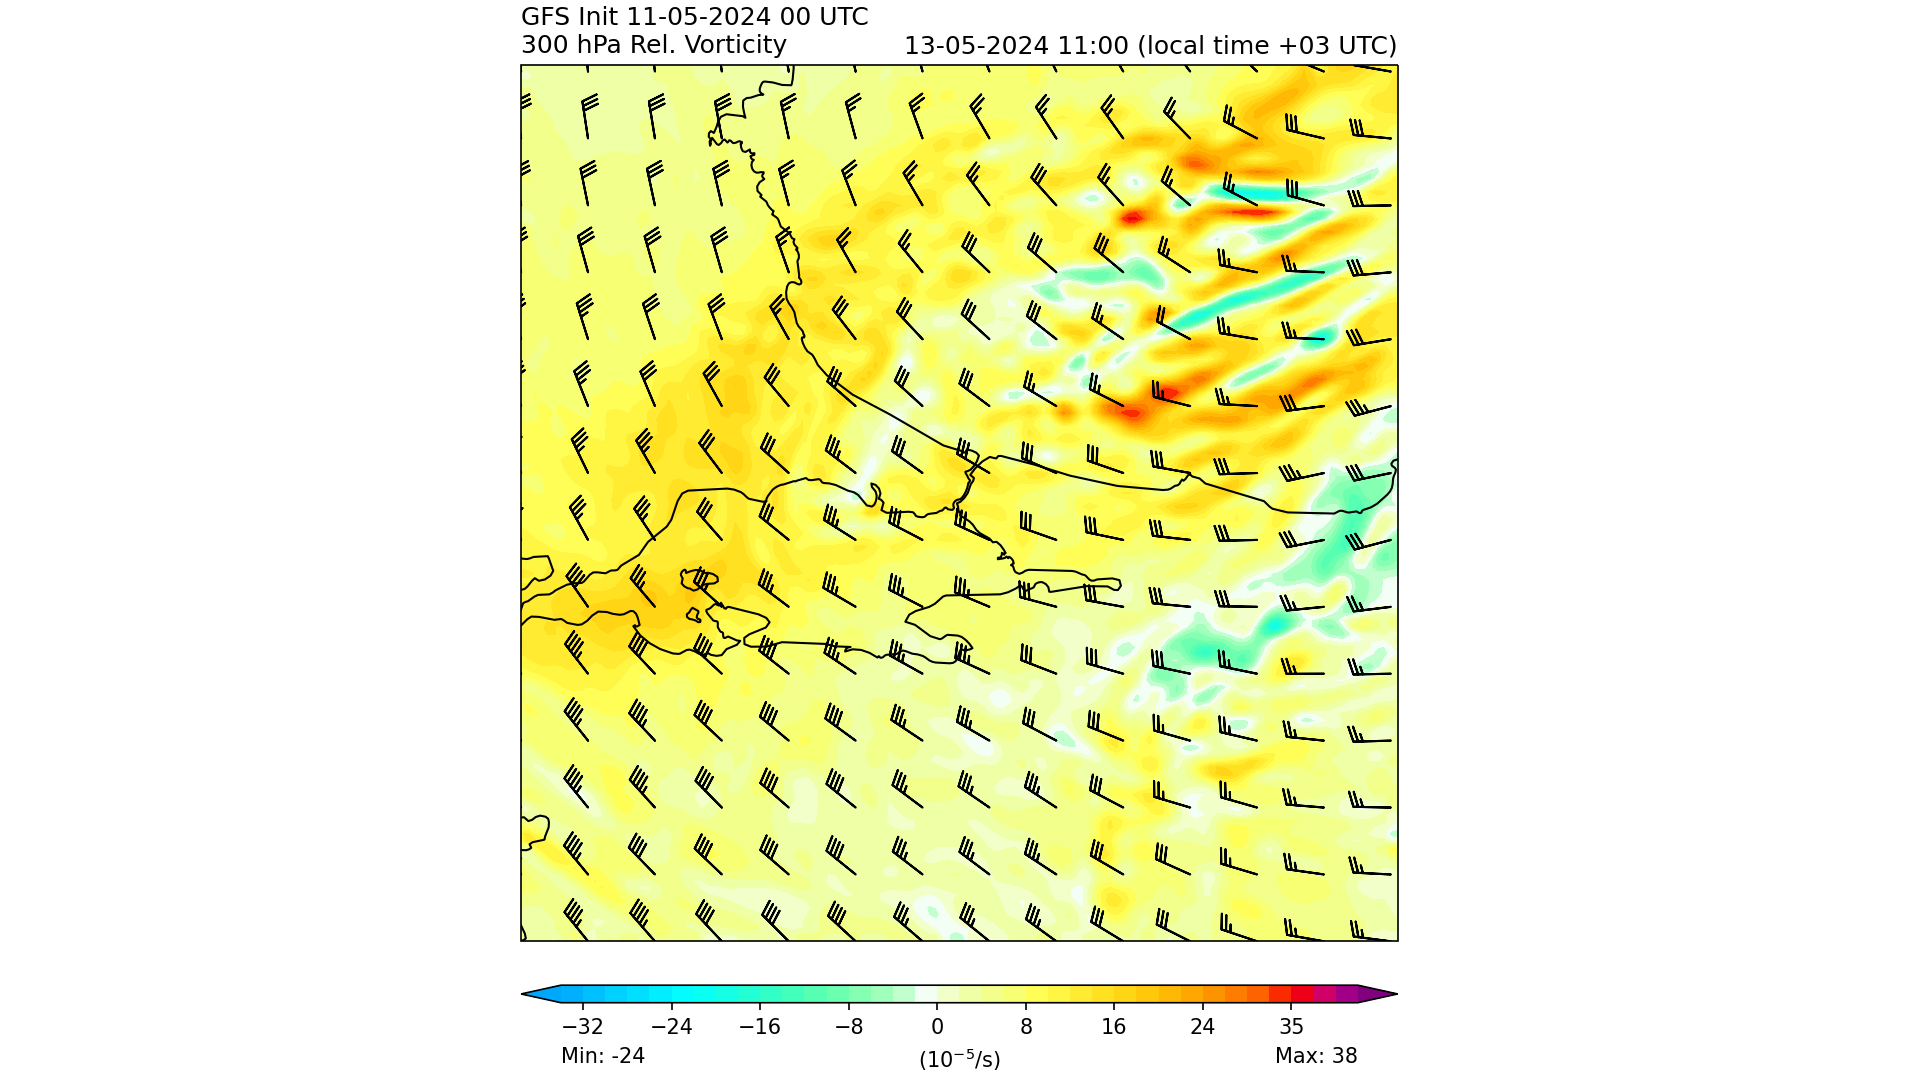 GFS Init 11-05-2024 00 UTC
300 hPa Rel. Vorticity
13-05-2024 11:00 (local time +03 UTC)
−32 −24 −16 −8 0 8 16 24 35
Min: -24
(10⁻⁵/s)
Max: 38